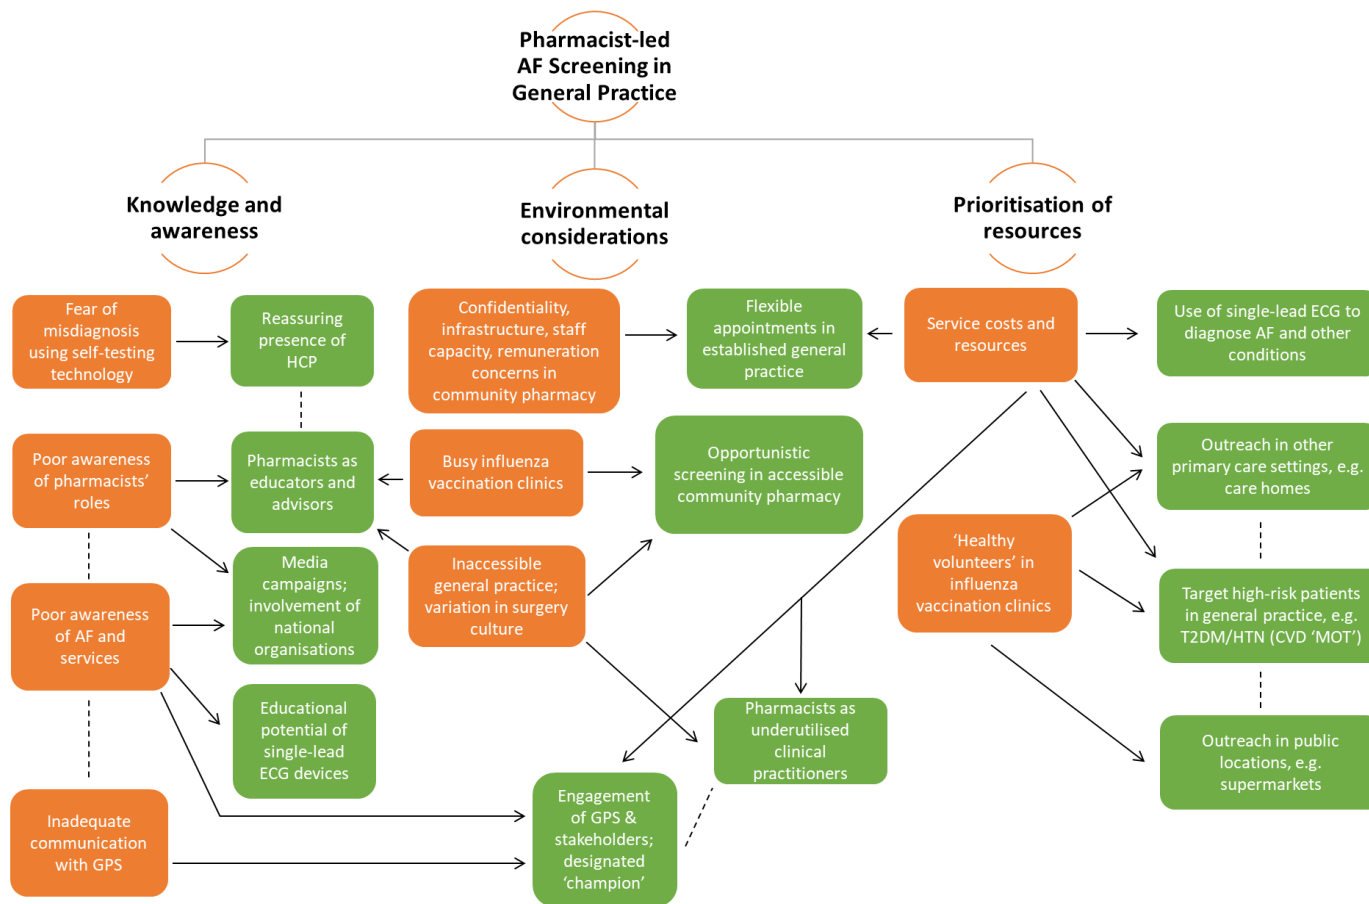 Pharmacist-led
AF Screening in
General Practice
Knowledge and
awareness
Environmental
considerations
Prioritisation of
resources
Fear of
misdiagnosis
using self-testing
technology
Reassuring
presence of
HCP
Confidentiality,
infrastructure, staff
capacity, remuneration
concerns in
community pharmacy
Flexible
appointments in
established general
practice
Service costs and
resources
Use of single-lead ECG to
diagnose AF and other
conditions
Poor awareness
of pharmacists’
roles
Pharmacists as
educators and
advisors
Busy influenza
vaccination clinics
Opportunistic
screening in accessible
community pharmacy
Outreach in other
primary care settings, e.g.
care homes
Poor awareness
of AF and
services
Media
campaigns;
involvement of
national
organisations
Inaccessible
general practice;
variation in surgery
culture
‘Healthy
volunteers’ in
influenza
vaccination clinics
Target high-risk patients
in general practice, e.g.
T2DM/HTN (CVD ‘MOT’)
Educational
potential of
single-lead
ECG devices
Pharmacists as
underutilised
clinical
practitioners
Outreach in public
locations, e.g.
supermarkets
Inadequate
communication
with GPS
Engagement
of GPS &
stakeholders;
designated
‘champion’